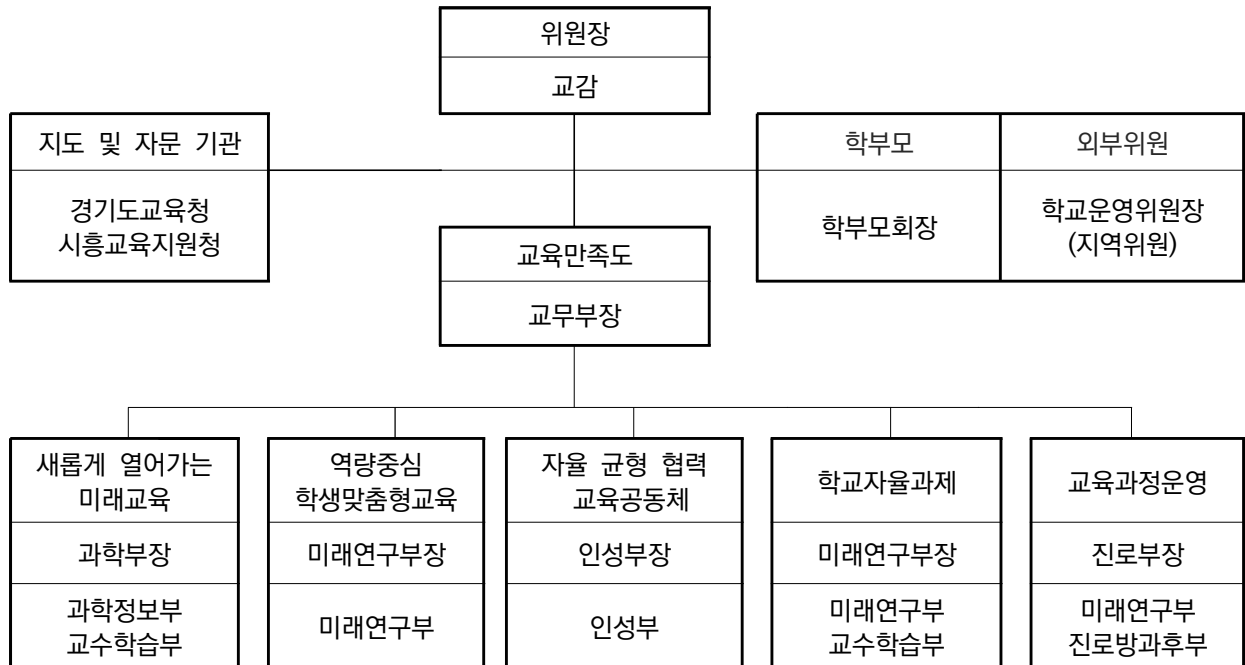 위원장
교감
지도 및 자문 기관
경기도교육청
시흥교육지원청
학부모
외부위원
학부모회장
학교운영위원장
(지역위원)
교육만족도
교무부장
새롭게 열어가는
미래교육
과학부장
과학정보부
교수학습부
역량중심
학생맞춤형교육
미래연구부장
미래연구부
자율 균형 협력
교육공동체
인성부장
인성부
학교자율과제
미래연구부장
미래연구부
교수학습부
교육과정운영
진로부장
미래연구부
진로방과후부